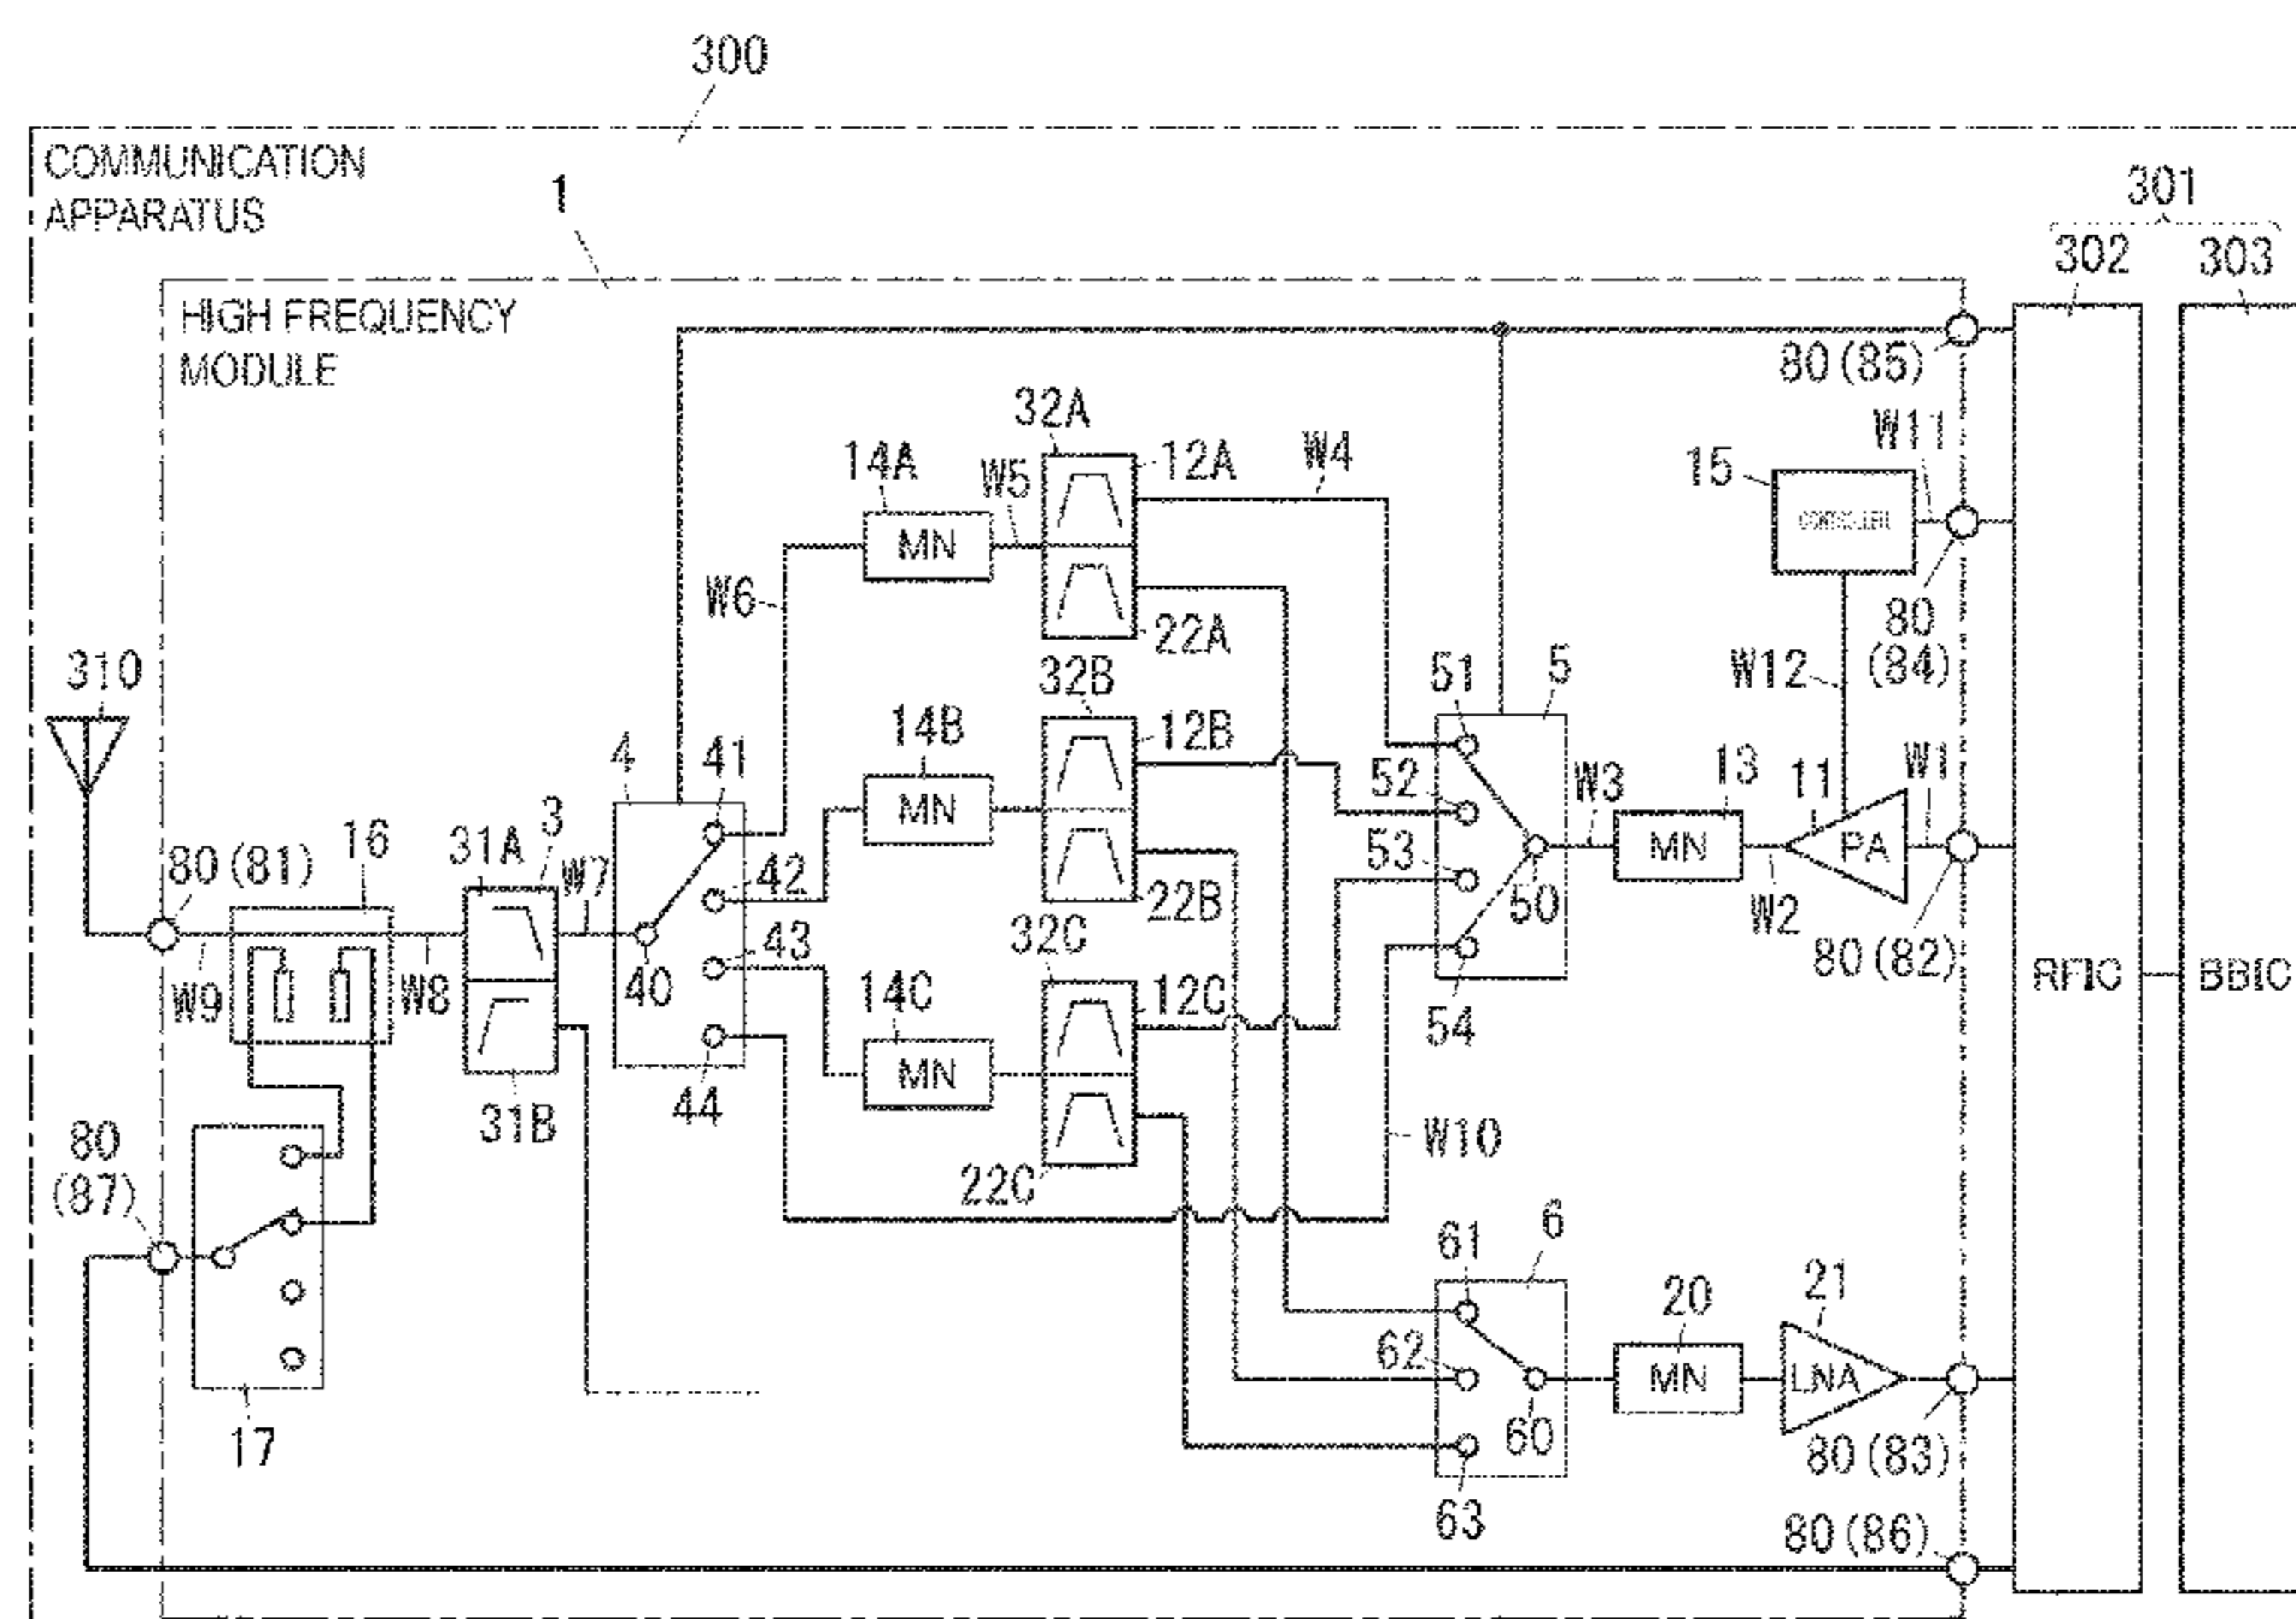 300
COMMUNICATION
APPARATUS
1
301
302 303
HIGH FREQUENCY
MODULE
80 (85)
32A
W11
14A W5 12A W4 15
MN
CONTROLLER
W6
22A
80
(84)
310
32B
51 5 W12
14B 12B
4 41
MN
52
W3 13 11 W1
3
31A
16
80 (81)
W7
42
53
MN
PA
22B
50
W2
32C
43
W9 W8
40
14C 12C
54
80 (82)
RFIC BBIC
MN
44
31B
80
(87)
W10
22C
6
61
20 21
62
MN
LNA
17
60
80 (83)
63
80 (86)